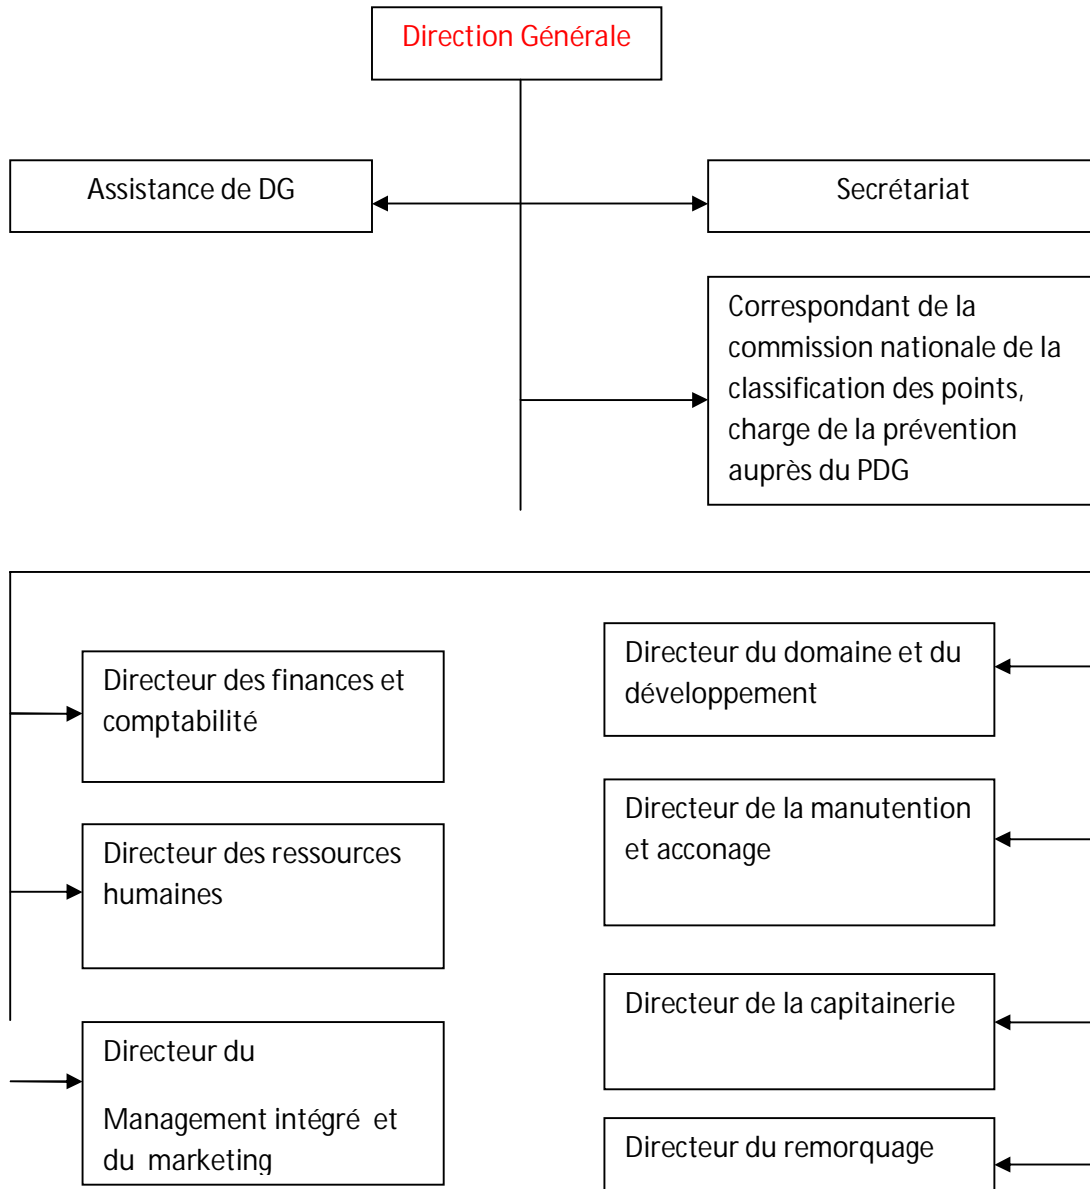 Direction Générale
Assistance de DG
Secrétariat
Correspondant de la
commission nationale de la
classification des points,
charge de la prévention
auprès du PDG
Directeur des finances et
comptabilité
Directeur des ressources
humaines
Directeur du
Management intégré et
du marketing
Directeur du domaine et du
développement
Directeur de la manutention
et acconage
Directeur de la capitainerie
Directeur du remorquage